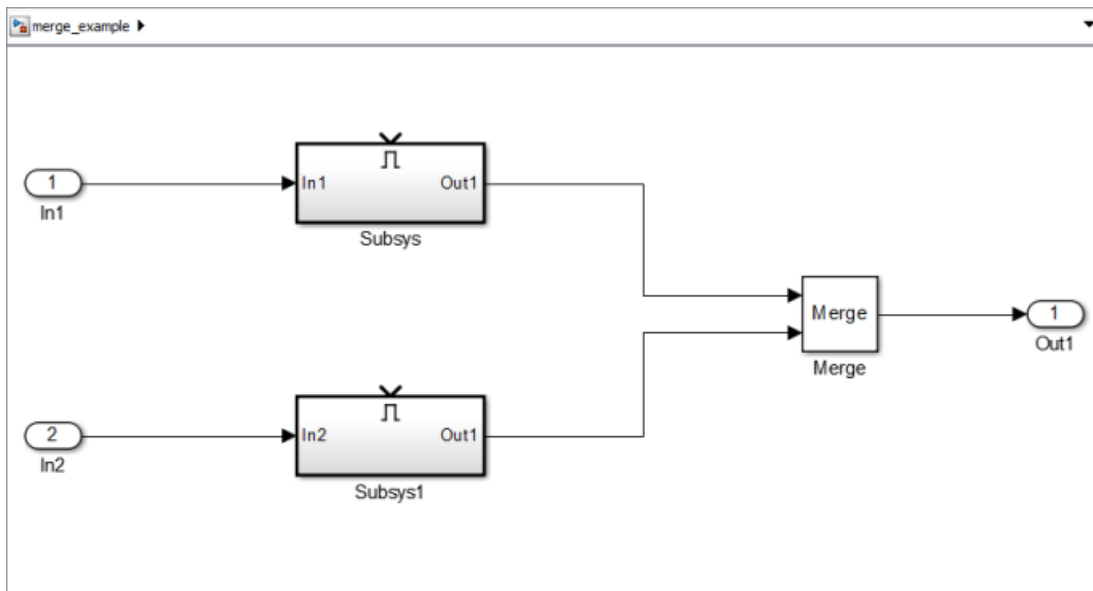 merge_example
1
In1
In1
Out1
Subsys
Merge
Merge
1
Out1
2
In2
In2
Out1
Subsys1